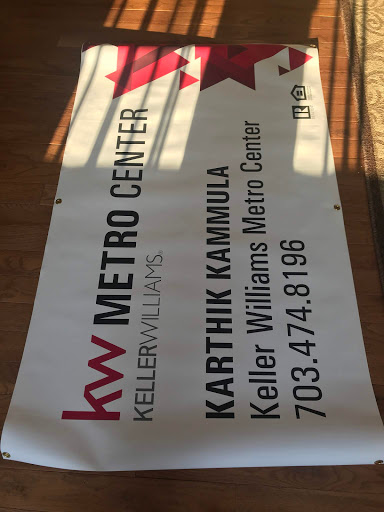 kw METRO CENTER
KELLERWILLIAMS®
KARTHIK KAMMULA
Keller Williams Metro Center
703.474.8196